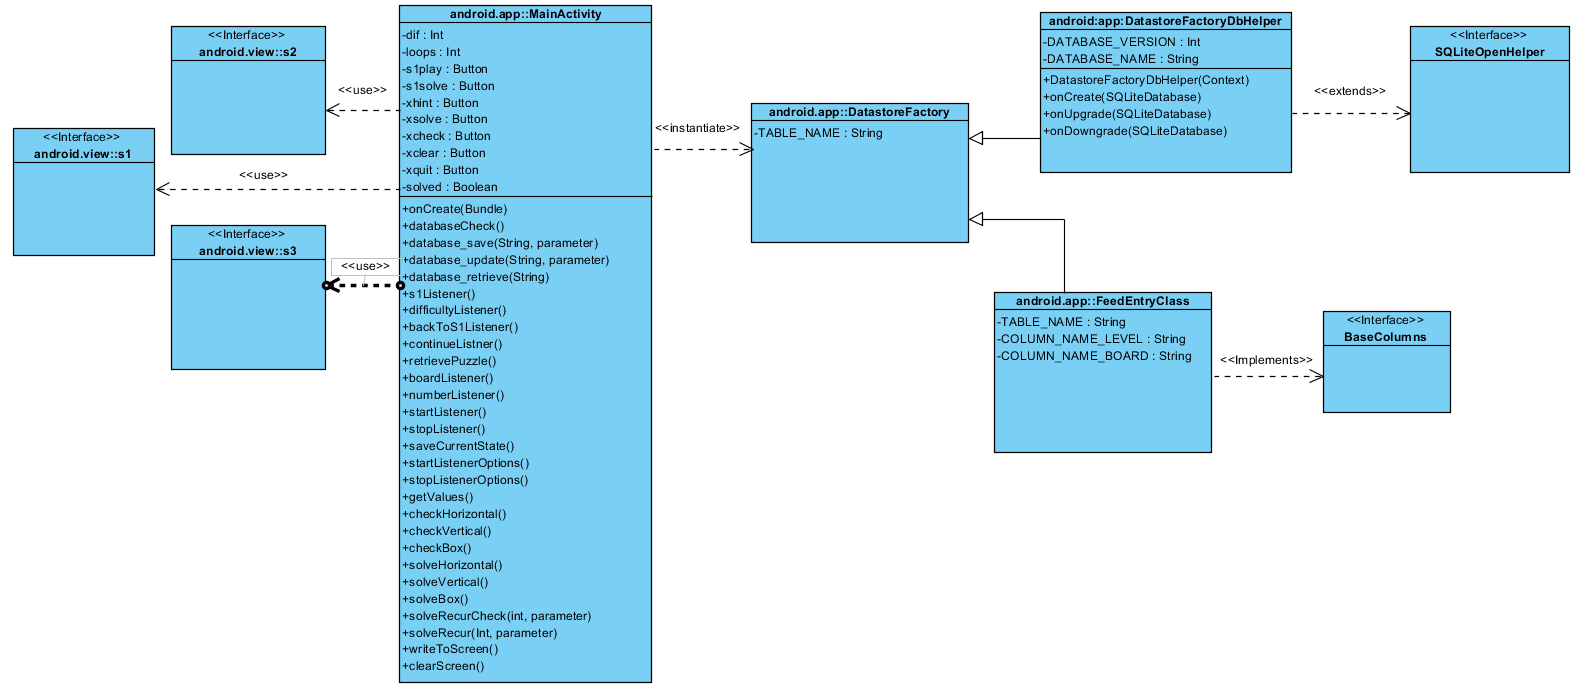 <<Interface>>
android.view::s1
<<Interface>>
android.view::s2
<<Interface>>
android.view::s3
<<use>>
<<use>>
<<use>>
android.app::MainActivity
-dif : Int
-loops : Int
-s1play : Button
-s1solve : Button
-xhint : Button
-xsolve : Button
-xcheck : Button
-xclear : Button
-xquit : Button
-solved : Boolean
+onCreate(Bundle)
+databaseCheck()
+database_save(String, parameter)
+database_update(String, parameter)
+database_retrieve(String)
+s1Listener()
+difficultyListener()
+backToS1Listener()
+continueListner()
+retrievePuzzle()
+boardListener()
+numberListener()
+startListener()
+stopListener()
+saveCurrentState()
+startListenerOptions()
+stopListenerOptions()
+getValues()
+checkHorizontal()
+checkVertical()
+checkBox()
+solveHorizontal()
+solveVertical()
+solveBox()
+solveRecurCheck(int, parameter)
+solveRecur(Int, parameter)
+writeToScreen()
+clearScreen()
<<instantiate>>
android.app::DatastoreFactory
-TABLE_NAME : String
android:app:DatastoreFactoryDbHelper
-DATABASE_VERSION : Int
-DATABASE_NAME : String
+DatastoreFactoryDbHelper(Context)
+onCreate(SQLiteDatabase)
+onUpgrade(SQLiteDatabase)
+onDowngrade(SQLiteDatabase)
<<extends>>
<<Interface>>
SQLiteOpenHelper
android.app::FeedEntryClass
-TABLE_NAME : String
-COLUMN_NAME_LEVEL : String
-COLUMN_NAME_BOARD : String
<<Implements>>
<<Interface>>
BaseColumns